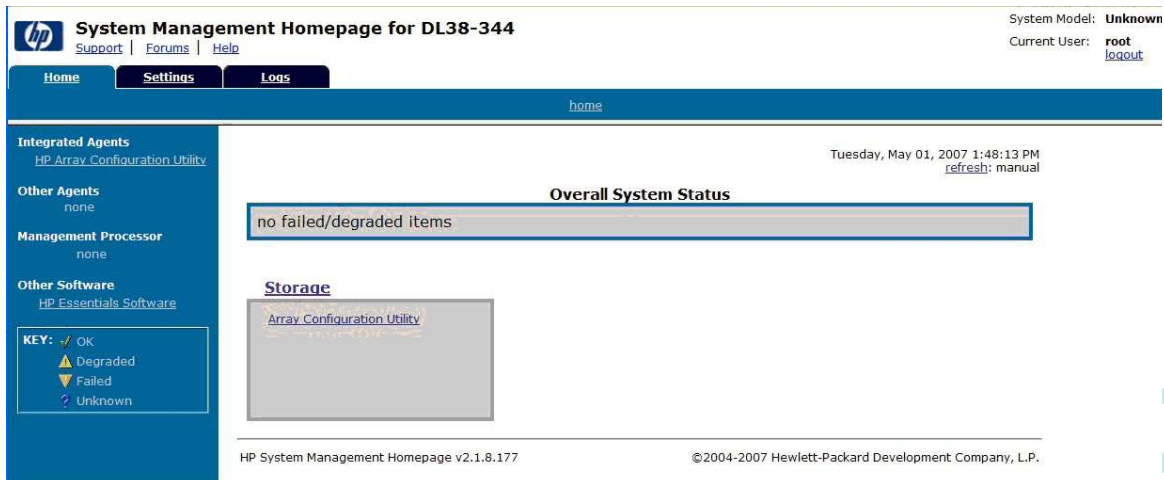 hp
System Management Homepage for DL38-344
Support | Forums | Help
System Model: Unknown
Current User: root
logout
Home
Settings
Logs
home
Integrated Agents
HP Array Configuration Utility
Other Agents
none
Management Processor
none
Other Software
HP Essentials Software
KEY: OK
Degraded
Failed
? Unknown
Tuesday, May 01, 2007 1:48:13 PM
refresh: manual
Overall System Status
no failed/degraded items
Storage
Array Configuration Utility
HP System Management Homepage v2.1.8.177
©2004-2007 Hewlett-Packard Development Company, L.P.